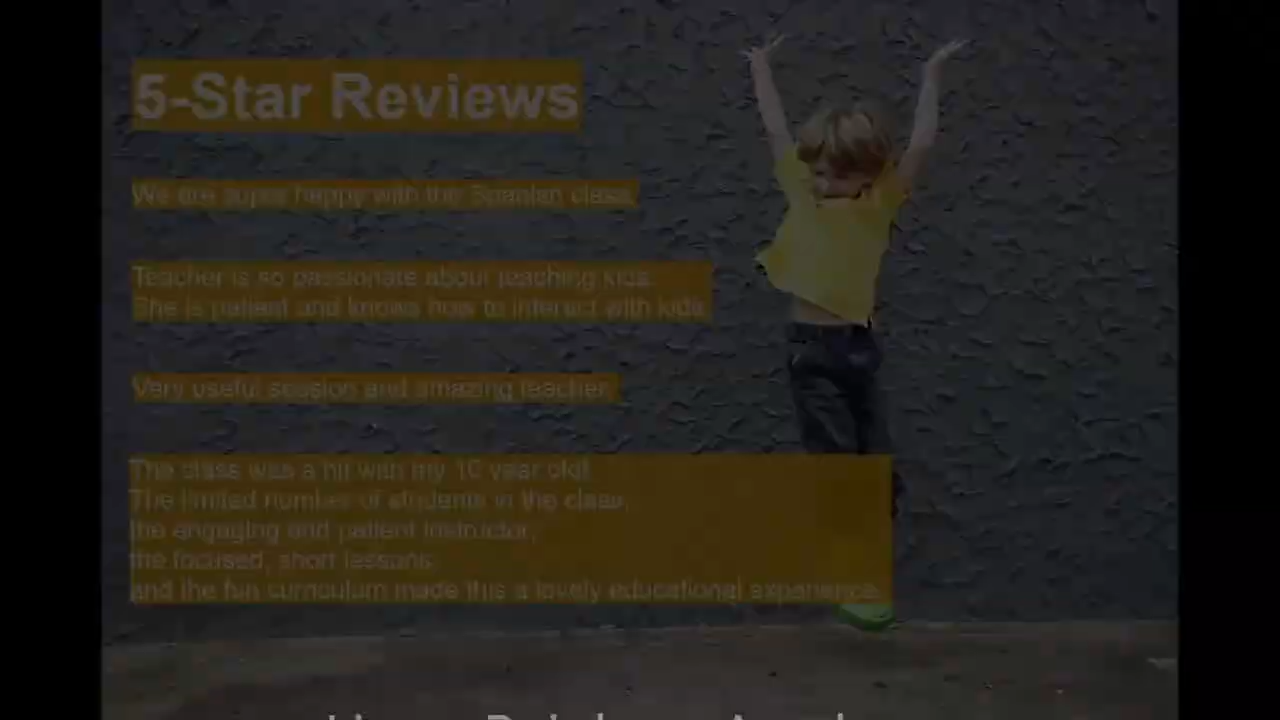 5-Star Reviews
We are super happy with the Spanish class.
Teacher is so passionate about teaching kids.
She is patient and knows how to interact with kids.
Very useful session and amazing teacher.
The class was a hit with my 10 year old!
The limited number of students in the class,
the engaging and patient instructor,
the focused, short lessons,
and the fun curriculum made this a lovely educational experience.